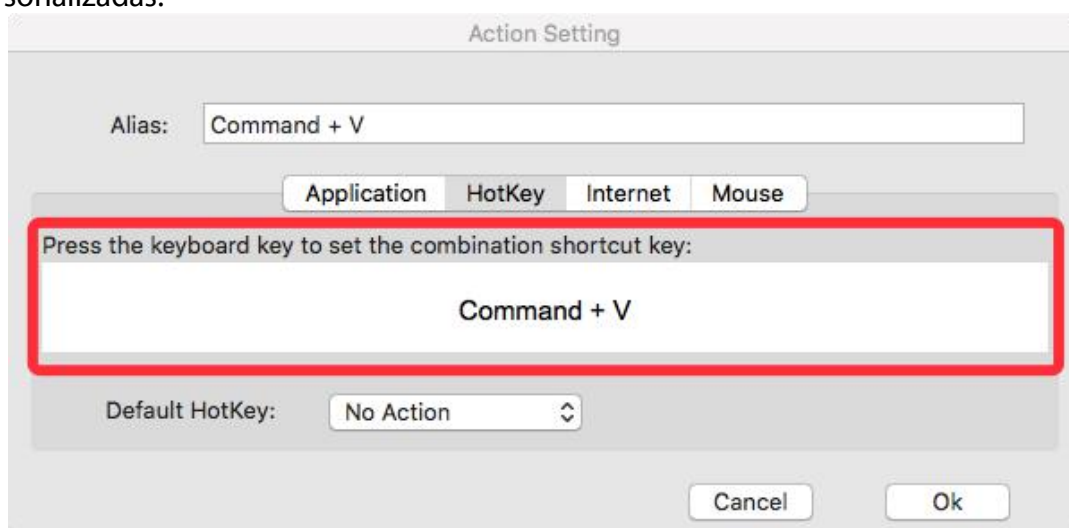 sonalizadas.
Action Setting
Alias: Command + V
Application HotKey Internet Mouse
Press the keyboard key to set the combination shortcut key:
Command + V
Default HotKey: No Action
Cancel Ok